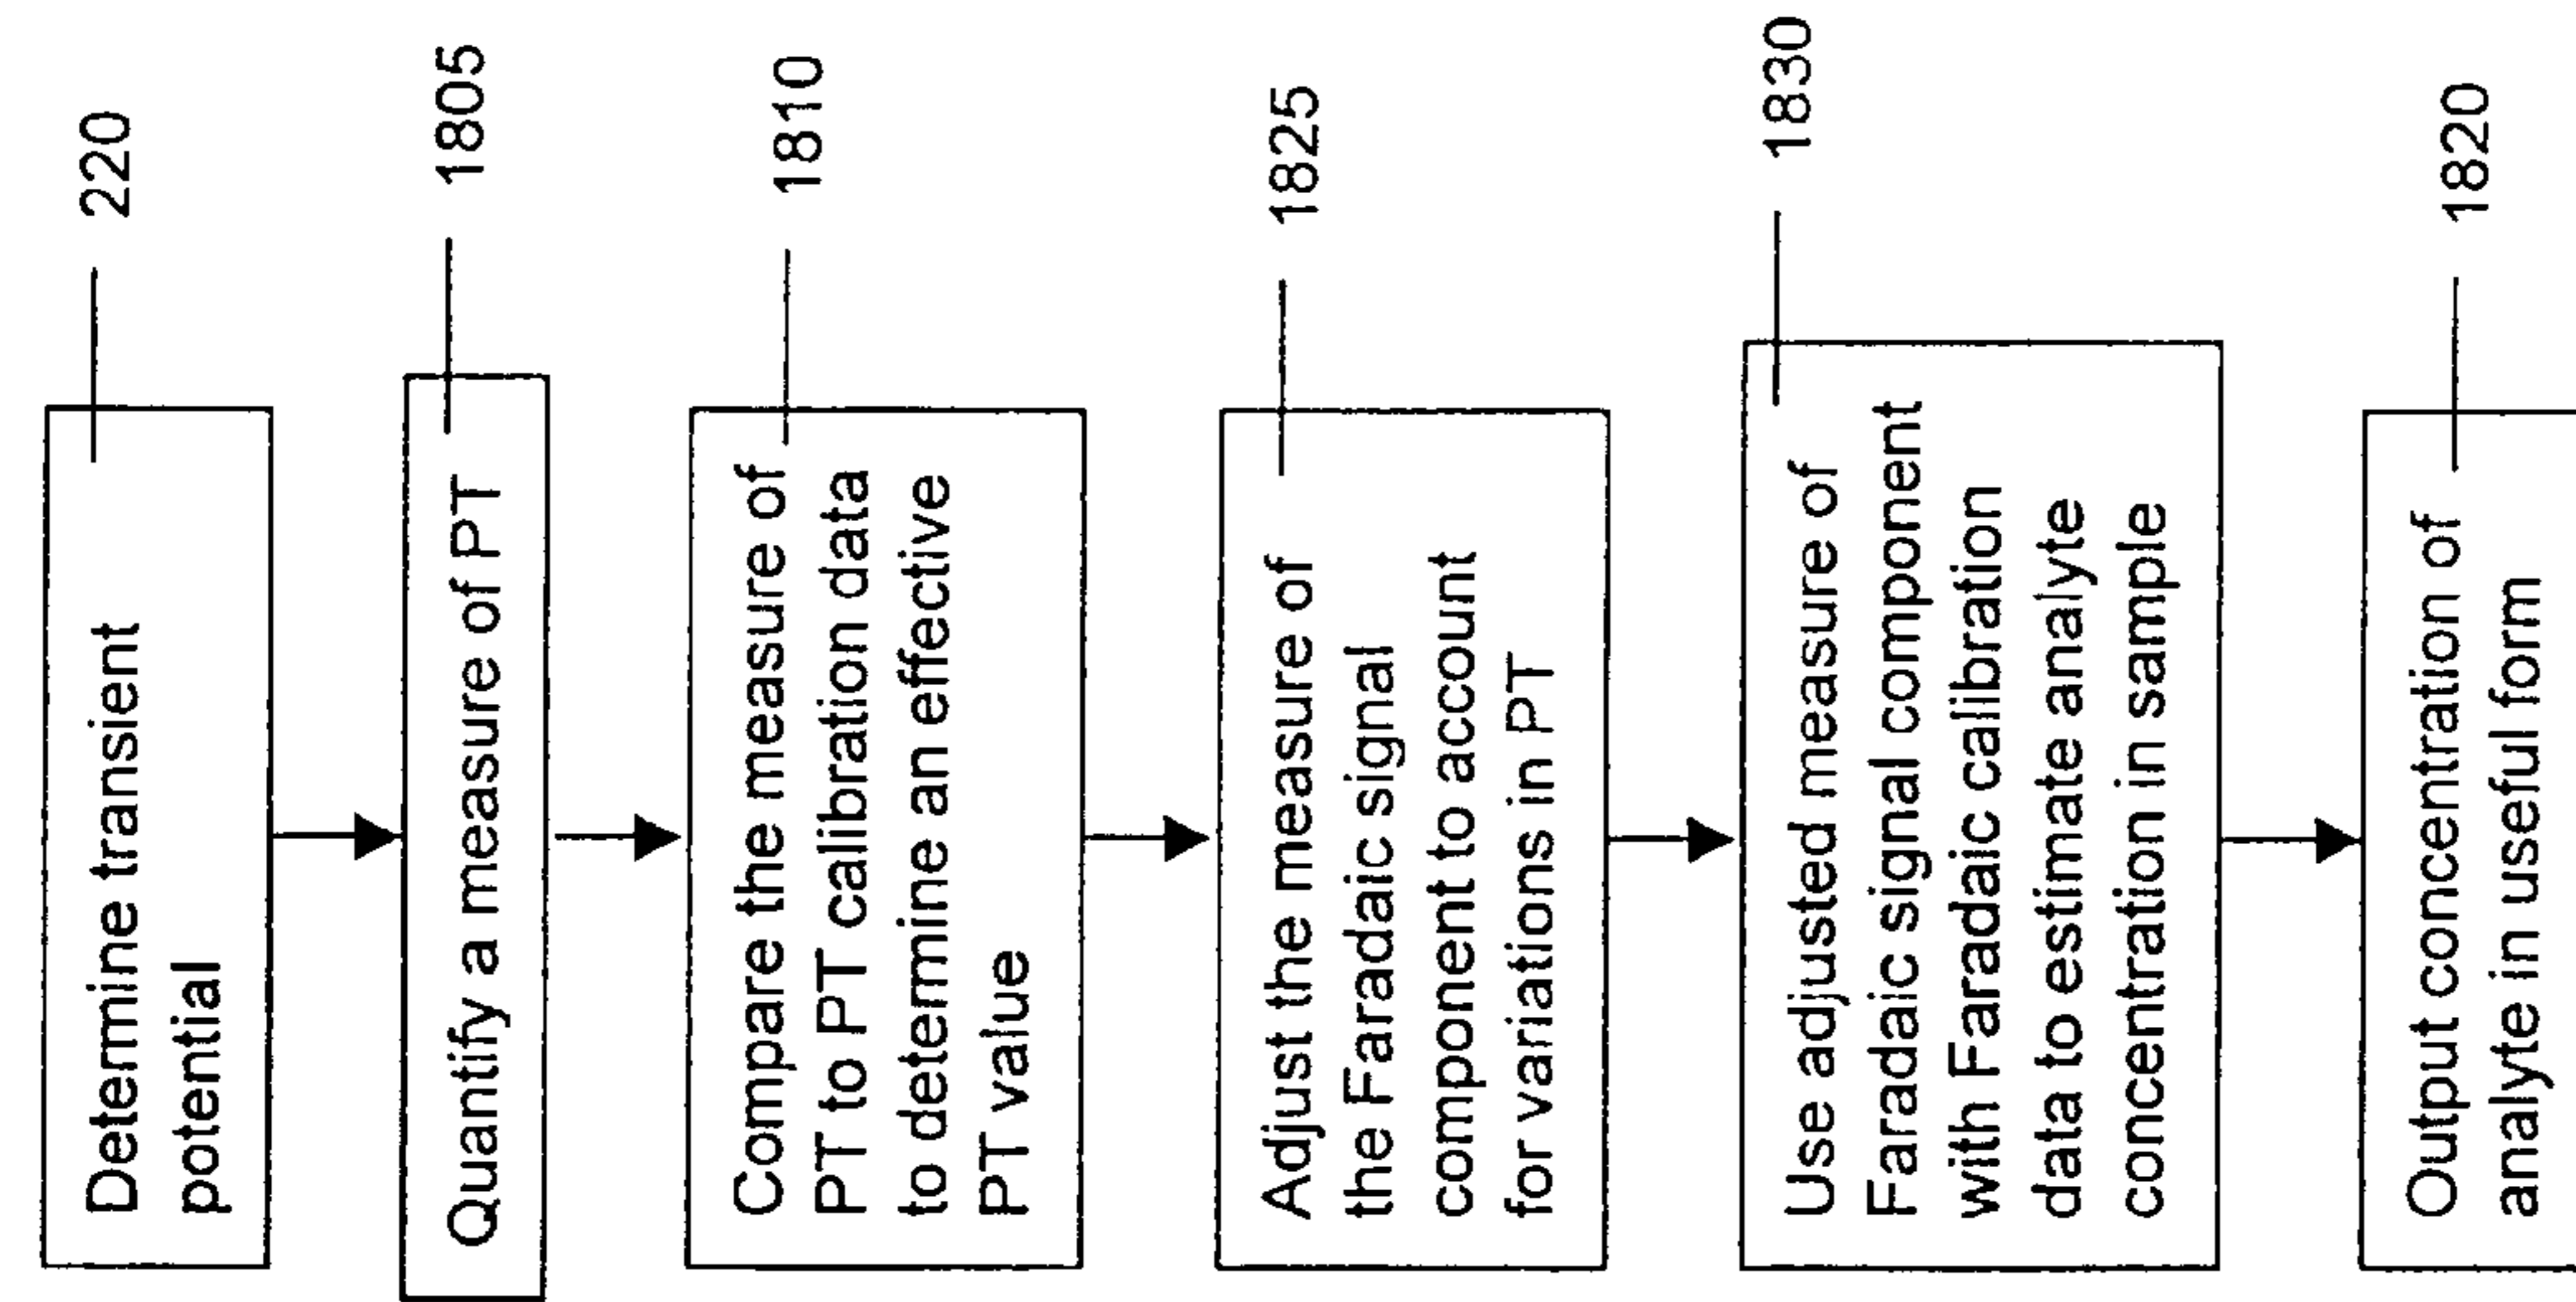 220
Determine transient
potential
1805
Quantify a measure of PT
1810
Compare the measure of
PT to PT calibration data
to determine an effective
PT value
1825
Adjust the measure of
the Faradaic signal
component to account
for variations in PT
1830
Use adjusted measure of
Faradaic signal component
with Faradaic calibration
data to estimate analyte
concentration in sample
1820
Output concentration of
analyte in useful form